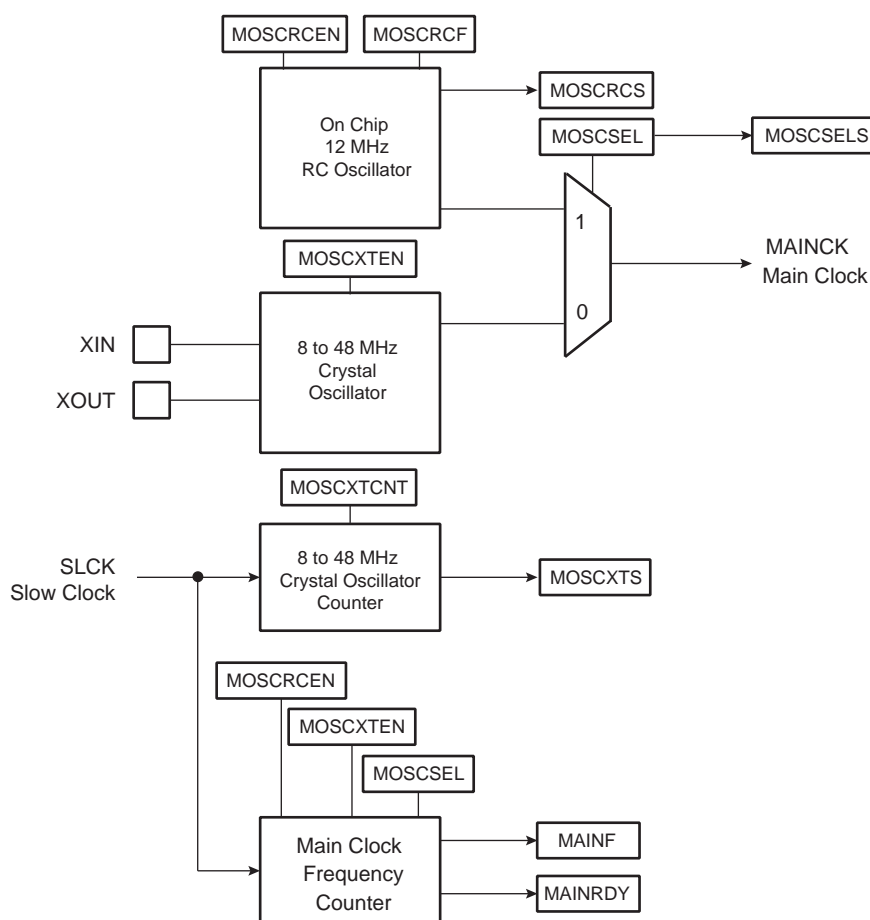 MOSCRCEN
MOSCRCF
On Chip
12 MHz
RC Oscillator
MOSCRCS
MOSCSEL
MOSCSELS
1
0
MAINCK
Main Clock
MOSCXTEN
XIN
XOUT
8 to 48 MHz
Crystal
Oscillator
MOSCXTCNT
SLCK
Slow Clock
8 to 48 MHz
Crystal Oscillator
Counter
MOSCXTS
MOSCRCEN
MOSCXTEN
MOSCSEL
Main Clock
Frequency
Counter
MAINF
MAINRDY